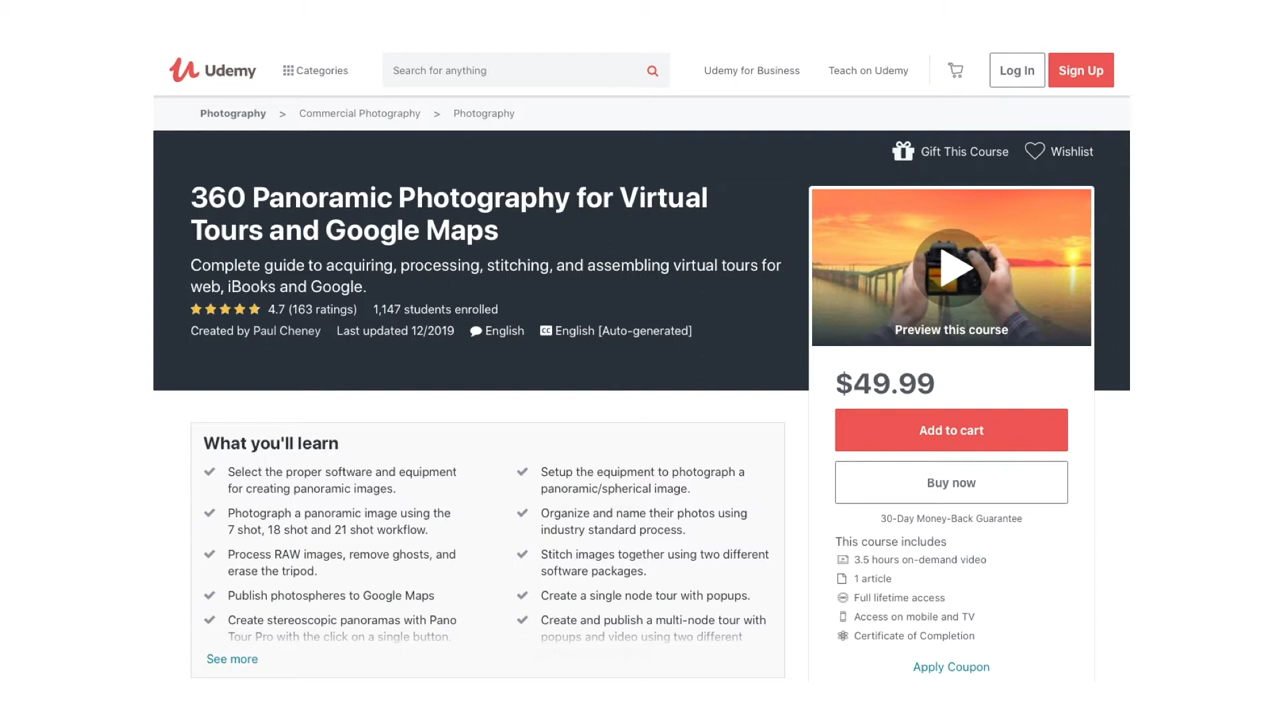 Udemy
Categories
Search for anything
Udemy for Business
Teach on Udemy
Log In
Sign Up
Photography > Commercial Photography > Photography
Gift This Course
Wishlist
360 Panoramic Photography for Virtual
Tours and Google Maps
Complete guide to acquiring, processing, stitching, and assembling virtual tours for
web, iBooks and Google.
4.7 (163 ratings) 1,147 students enrolled
Created by Paul Cheney Last updated 12/2019 English CC English [Auto-generated]
Preview this course
$49.99
Add to cart
Buy now
30-Day Money-Back Guarantee
This course includes
3.5 hours on-demand video
1 article
Full lifetime access
Access on mobile and TV
Certificate of Completion
Apply Coupon
What you'll learn
Select the proper software and equipment
for creating panoramic images.
Setup the equipment to photograph a
panoramic/spherical image.
Photograph a panoramic image using the
7 shot, 18 shot and 21 shot workflow.
Organize and name their photos using
industry standard process.
Process RAW images, remove ghosts, and
erase the tripod.
Stitch images together using two different
software packages.
Publish photospheres to Google Maps
Create a single node tour with popups.
Create stereoscopic panoramas with Pano
Tour Pro with the click on a single button.
Create and publish a multi-node tour with
popups and video using two different
See more